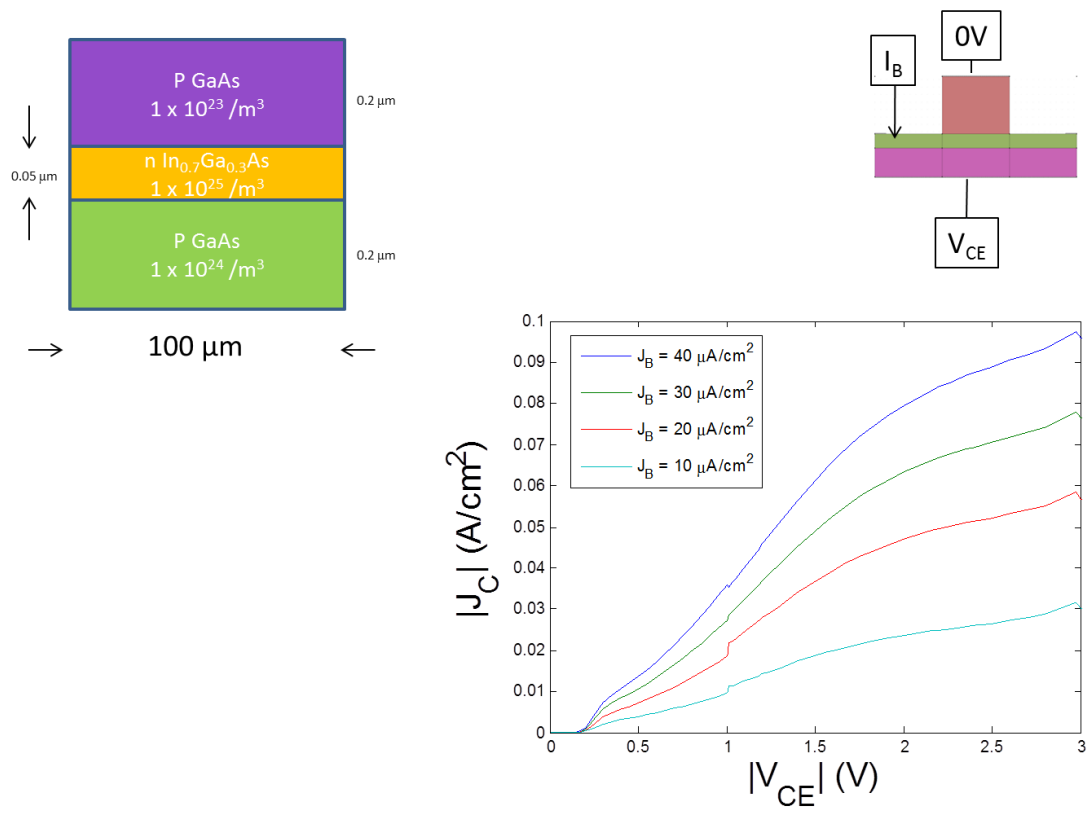 P GaAs
1 x 10²³ /m³
0.2 µm
n In₀.₇Ga₀.₃As
1 x 10²⁵ /m³
0.05 µm
P GaAs
1 x 10²⁴ /m³
0.2 µm
100 µm
0V
I_B
V_CE
0.1
0.09
0.08
0.07
0.06
0.05
0.04
0.03
0.02
0.01
0
|J_C| (A/cm²)
J_B = 40 µA/cm²
J_B = 30 µA/cm²
J_B = 20 µA/cm²
J_B = 10 µA/cm²
0 0.5 1 1.5 2 2.5 3
|V_CE| (V)